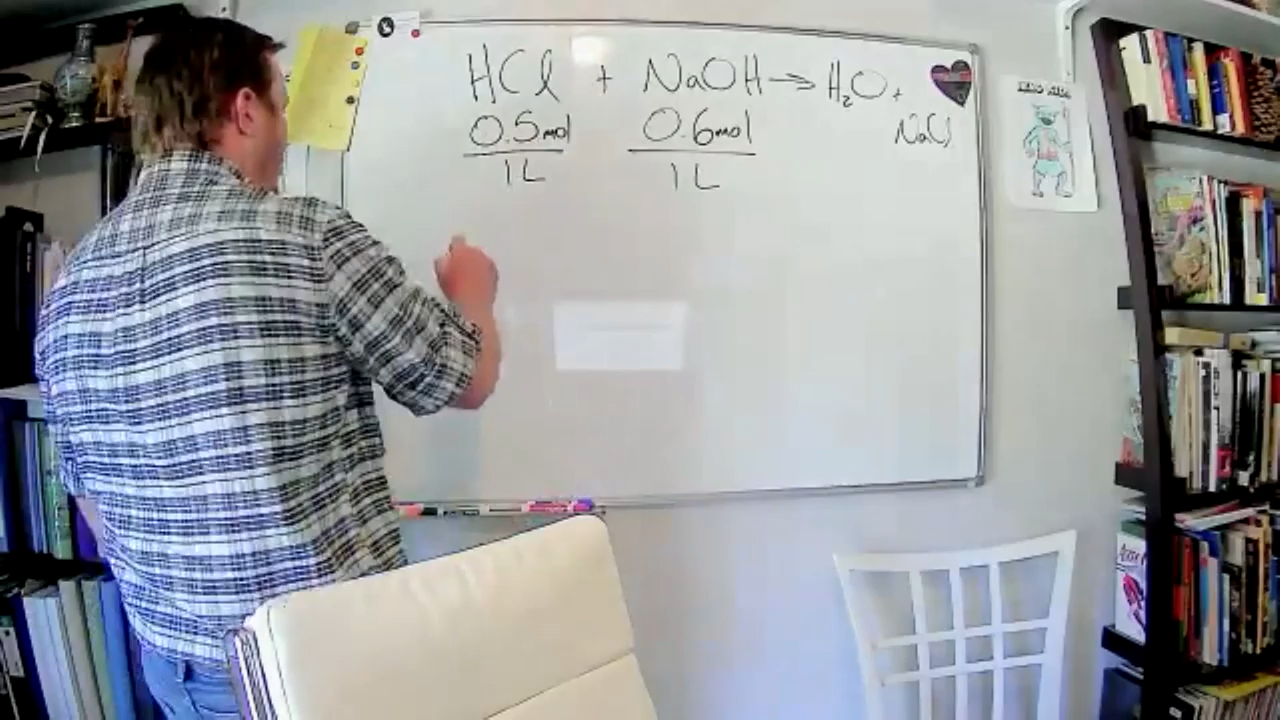 HCl + NaOH → H₂O +
NaCl
0.5mol 0.6mol
1L 1L